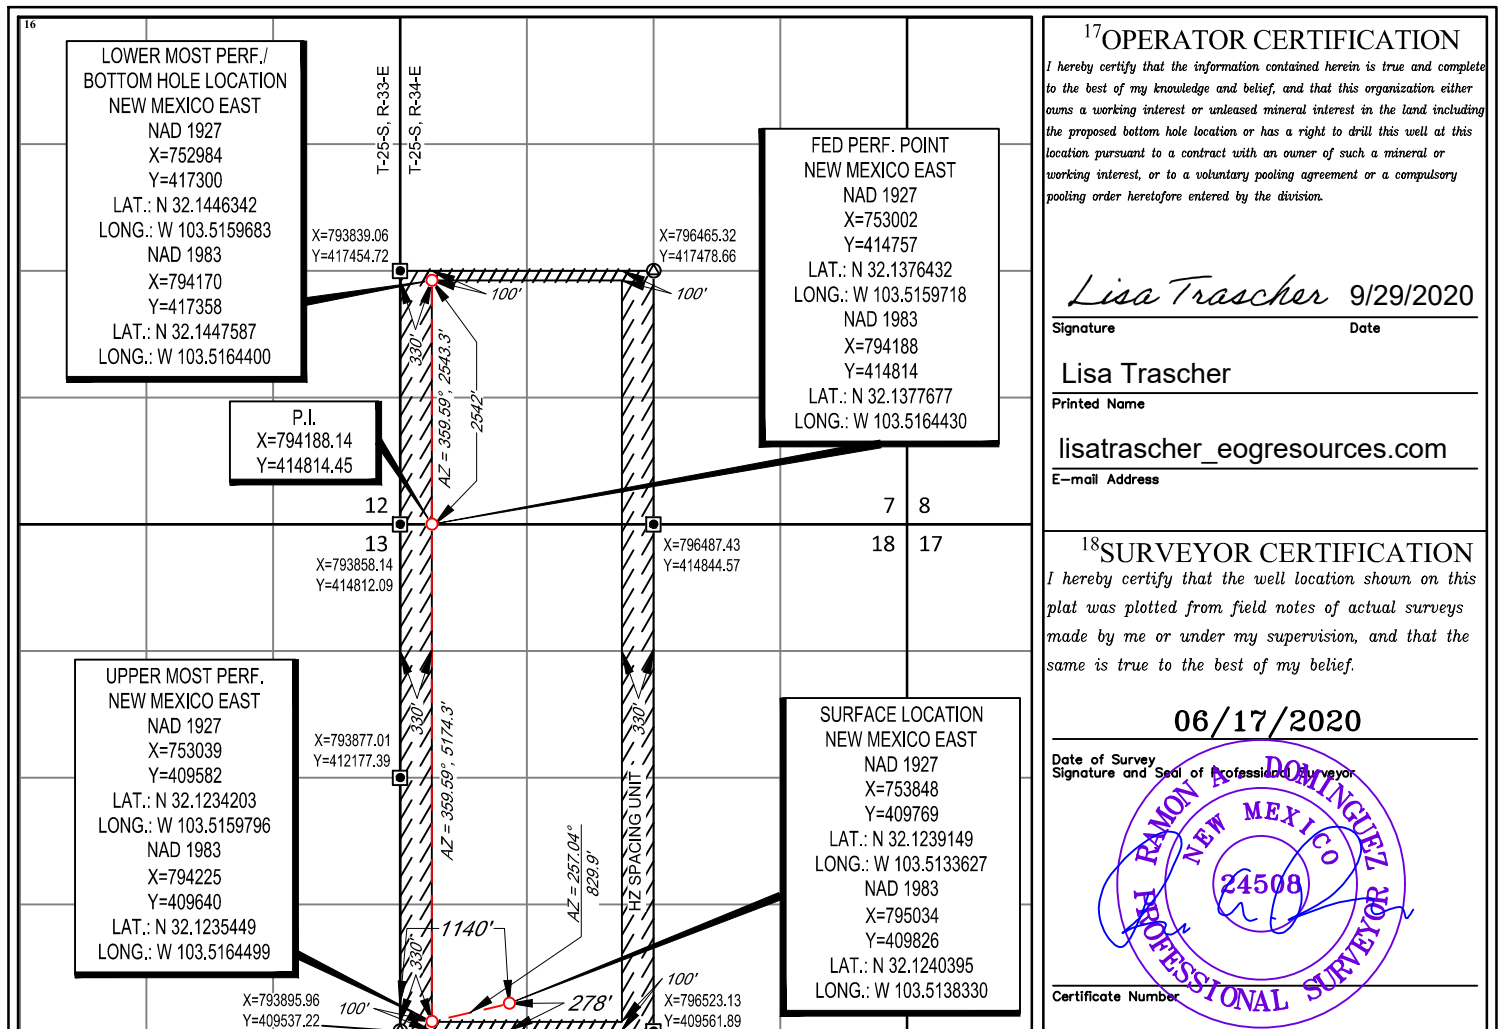 16
LOWER MOST PERF./
BOTTOM HOLE LOCATION
NEW MEXICO EAST
NAD 1927
X=752984
Y=417300
LAT.: N 32.1446342
LONG.: W 103.5159683
NAD 1983
X=794170
Y=417358
LAT.: N 32.1447587
LONG.: W 103.5164400
T-25-S, R-33-E
T-25-S, R-34-E
X=793839.06
Y=417454.72
X=796465.32
Y=417478.66
100'
100'
330'
AZ = 359.59°, 2543.3'
2542'
FED PERF. POINT
NEW MEXICO EAST
NAD 1927
X=753002
Y=414757
LAT.: N 32.1376432
LONG.: W 103.5159718
NAD 1983
X=794188
Y=414814
LAT.: N 32.1377677
LONG.: W 103.5164430
P.I.
X=794188.14
Y=414814.45
12
13
7
8
18
17
X=793858.14
Y=414812.09
X=796487.43
Y=414844.57
UPPER MOST PERF.
NEW MEXICO EAST
NAD 1927
X=753039
Y=409582
LAT.: N 32.1234203
LONG.: W 103.5159796
NAD 1983
X=794225
Y=409640
LAT.: N 32.1235449
LONG.: W 103.5164499
X=793877.01
Y=412177.39
330'
AZ = 359.59°, 5174.3'
330'
HZ SPACING UNIT
AZ = 257.04°
829.9'
1140'
330'
278'
100'
100'
X=793895.96
Y=409537.22
X=796523.13
Y=409561.89
SURFACE LOCATION
NEW MEXICO EAST
NAD 1927
X=753848
Y=409769
LAT.: N 32.1239149
LONG.: W 103.5133627
NAD 1983
X=795034
Y=409826
LAT.: N 32.1240395
LONG.: W 103.5138330
17OPERATOR CERTIFICATION
I hereby certify that the information contained herein is true and complete
to the best of my knowledge and belief, and that this organization either
owns a working interest or unleased mineral interest in the land including
the proposed bottom hole location or has a right to drill this well at this
location pursuant to a contract with an owner of such a mineral or
working interest, or to a voluntary pooling agreement or a compulsory
pooling order heretofore entered by the division.
Lisa Trascher 9/29/2020
Signature Date
Lisa Trascher
Printed Name
lisatrascher_eogresources.com
E-mail Address
18SURVEYOR CERTIFICATION
I hereby certify that the well location shown on this
plat was plotted from field notes of actual surveys
made by me or under my supervision, and that the
same is true to the best of my belief.
06/17/2020
Date of Survey
Signature and Seal of Professional Surveyor
RAMON A. DOMINGUEZ
NEW MEXICO
24508
PROFESSIONAL SURVEYOR
Certificate Number